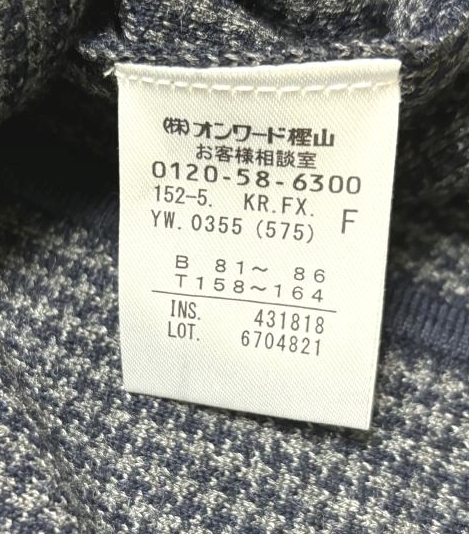 (株)オンワード樫山
お客様相談室
0120-58-6300
152-5. KR.FX. F
YW. 0355 (575)
B 81~ 86
T158~164
INS. 431818
LOT. 6704821